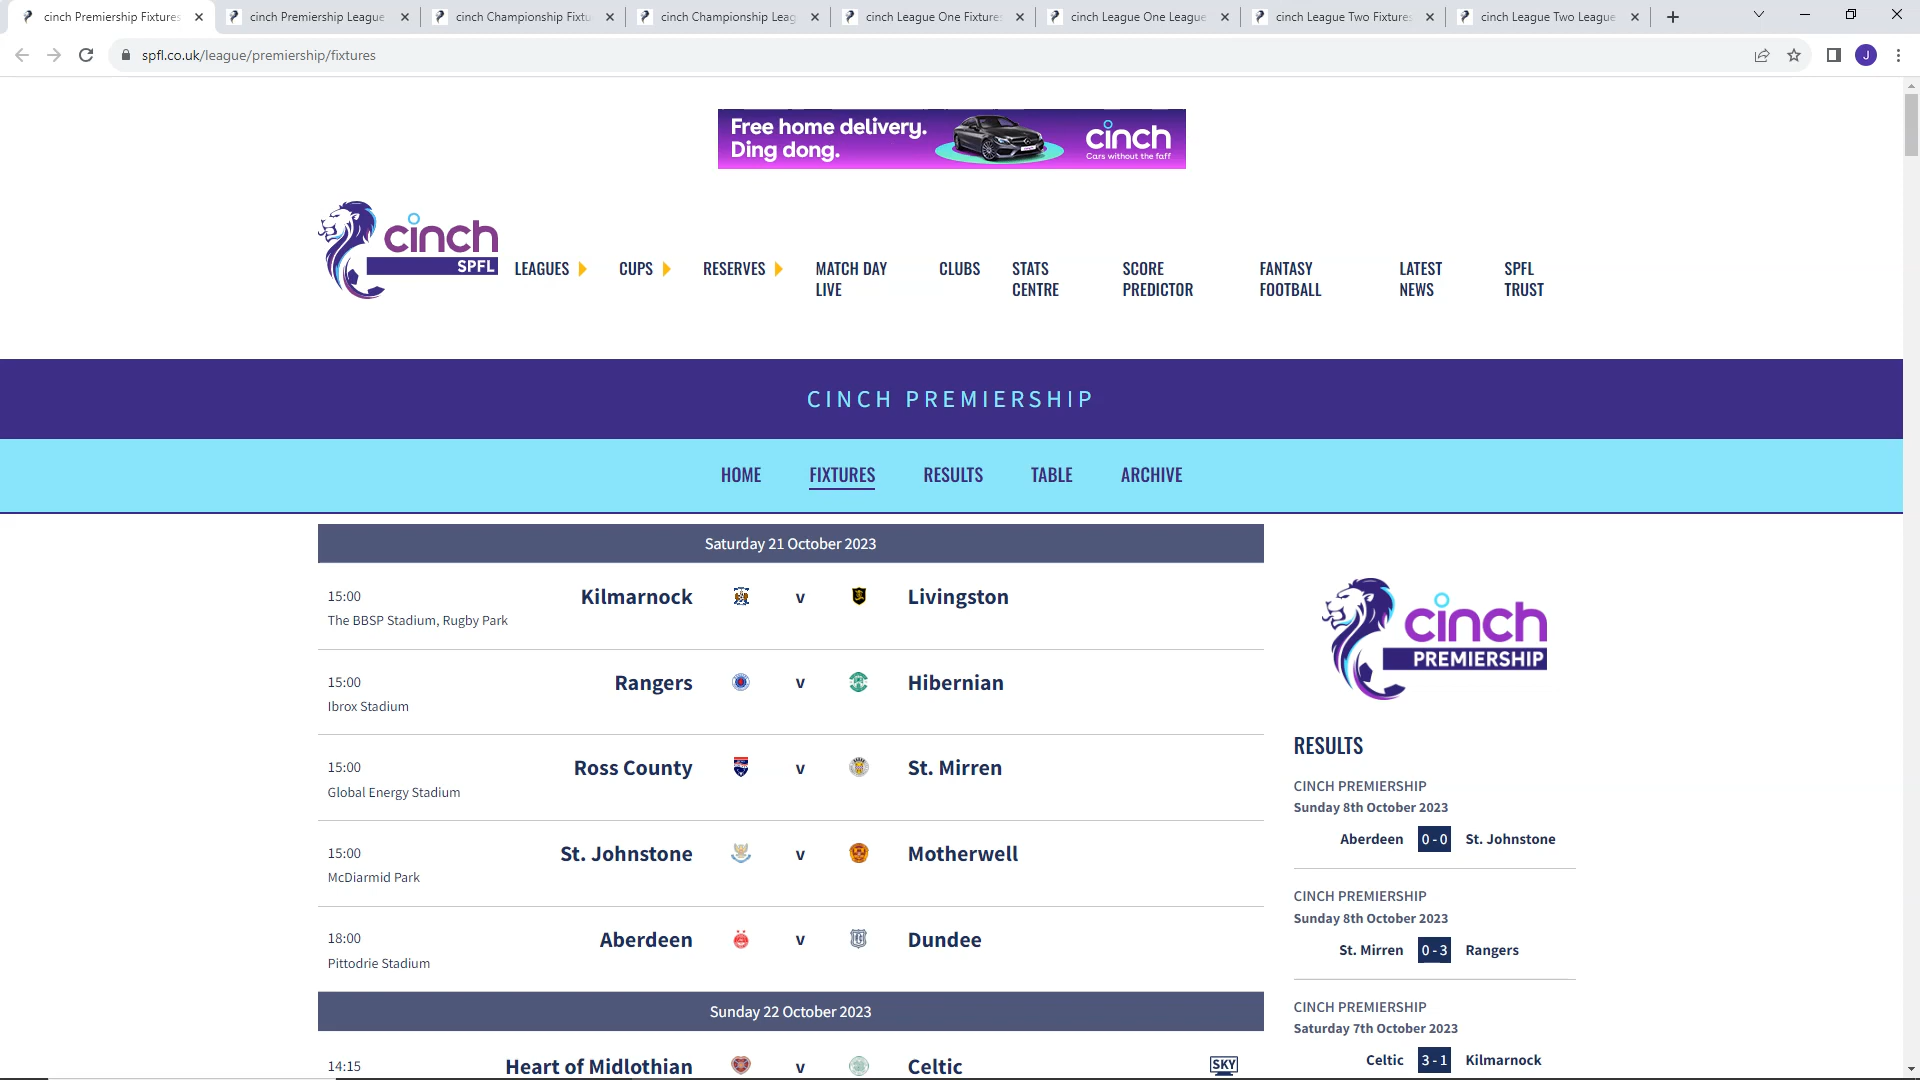 cinch Premiership Fixtures
cinch Premiership League
cinch Championship Fixtu
cinch Championship Leag
cinch League One Fixtures
cinch League One League
cinch League Two Fixtures
cinch League Two League
spfl.co.uk/league/premiership/fixtures
J
Free home delivery.
Ding dong.
cinch
Cars without the faff
cinch
SPFL
LEAGUES
CUPS
RESERVES
MATCH DAY
LIVE
CLUBS
STATS
CENTRE
SCORE
PREDICTOR
FANTASY
FOOTBALL
LATEST
NEWS
SPFL
TRUST
CINCH PREMIERSHIP
HOME FIXTURES RESULTS TABLE ARCHIVE
Saturday 21 October 2023
15:00 Kilmarnock v Livingston
The BBSP Stadium, Rugby Park
15:00 Rangers v Hibernian
Ibrox Stadium
15:00 Ross County v St. Mirren
Global Energy Stadium
15:00 St. Johnstone v Motherwell
McDiarmid Park
18:00 Aberdeen v Dundee
Pittodrie Stadium
Sunday 22 October 2023
14:15 Heart of Midlothian v Celtic SKY
cinch
PREMIERSHIP
RESULTS
CINCH PREMIERSHIP
Sunday 8th October 2023
Aberdeen 0 - 0 St. Johnstone
CINCH PREMIERSHIP
Sunday 8th October 2023
St. Mirren 0 - 3 Rangers
CINCH PREMIERSHIP
Saturday 7th October 2023
Celtic 3 - 1 Kilmarnock